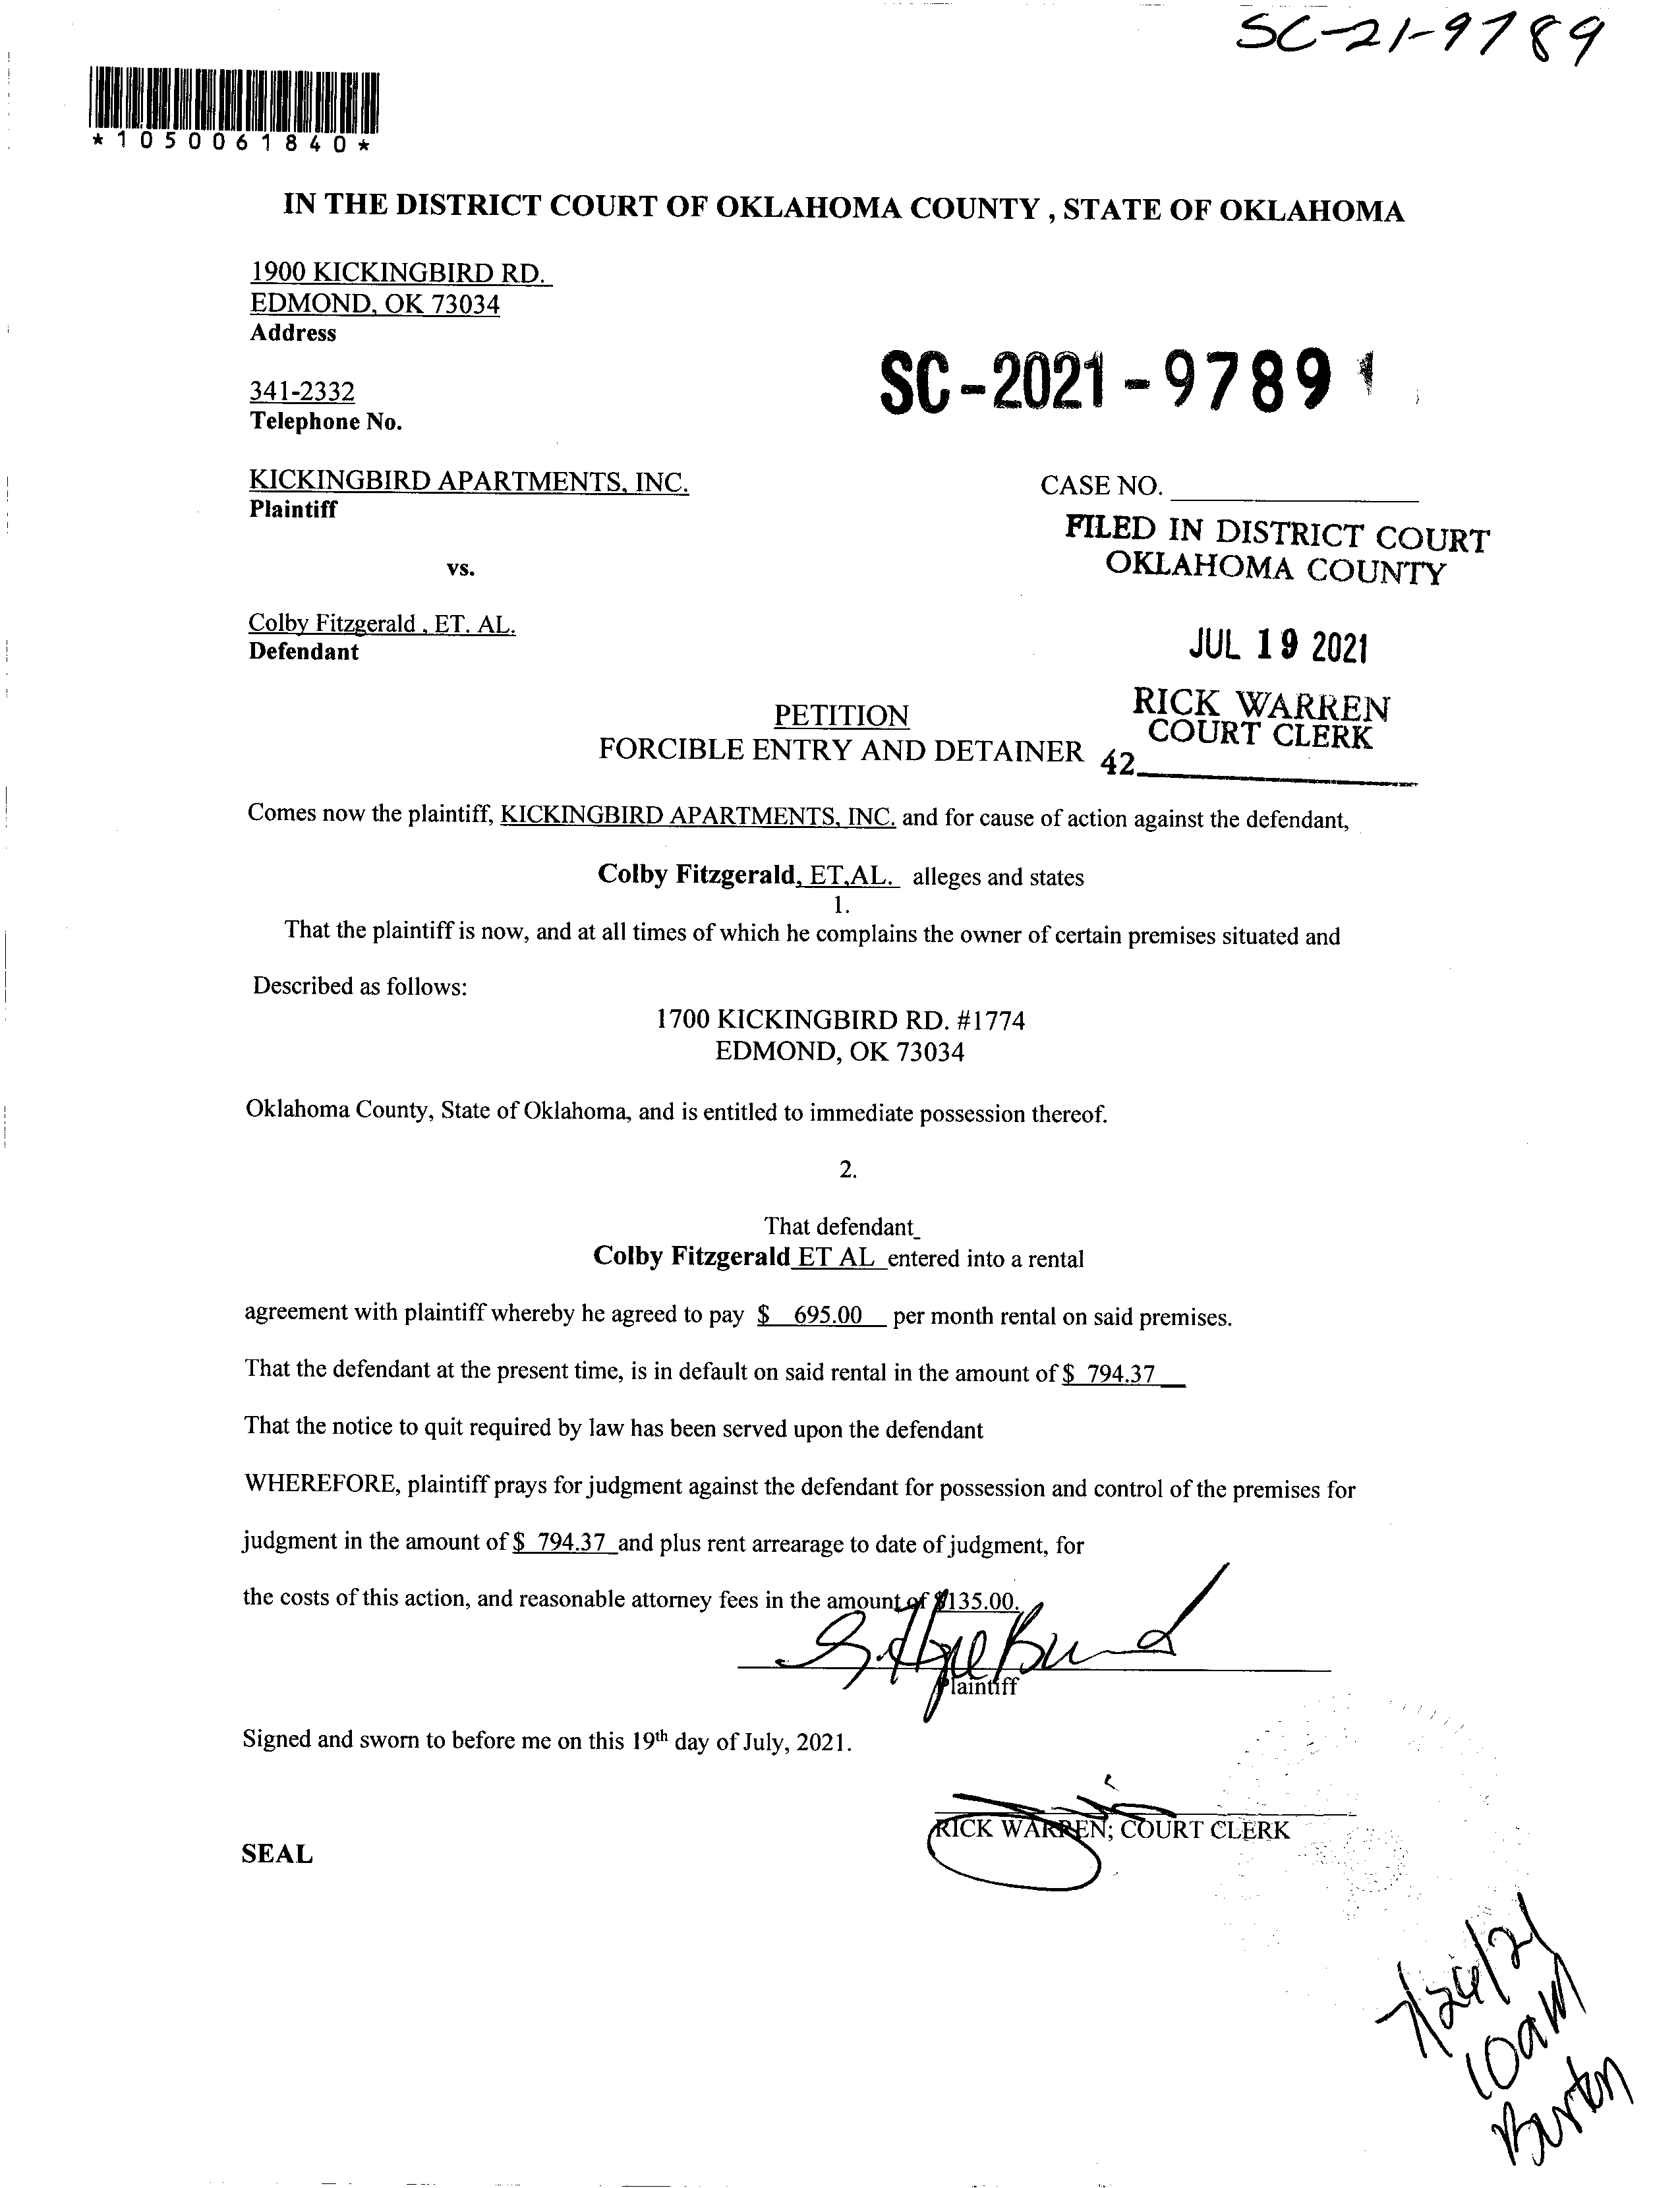 SC-21-9789
*1050061840*
IN THE DISTRICT COURT OF OKLAHOMA COUNTY , STATE OF OKLAHOMA
1900 KICKINGBIRD RD.
EDMOND, OK 73034
Address
SC-2021-9789
341-2332
Telephone No.
KICKINGBIRD APARTMENTS, INC.
Plaintiff
CASE NO.
FILED IN DISTRICT COURT
OKLAHOMA COUNTY
vs.
Colby Fitzgerald , ET. AL.
Defendant
JUL 19 2021
RICK WARREN
COURT CLERK
42
PETITION
FORCIBLE ENTRY AND DETAINER
Comes now the plaintiff, KICKINGBIRD APARTMENTS, INC. and for cause of action against the defendant,
Colby Fitzgerald, ET,AL. alleges and states
1.
That the plaintiff is now, and at all times of which he complains the owner of certain premises situated and
Described as follows:
1700 KICKINGBIRD RD. #1774
EDMOND, OK 73034
Oklahoma County, State of Oklahoma, and is entitled to immediate possession thereof.
2.
That defendant_
Colby Fitzgerald ET AL entered into a rental
agreement with plaintiff whereby he agreed to pay $ 695.00 per month rental on said premises.
That the defendant at the present time, is in default on said rental in the amount of $ 794.37
That the notice to quit required by law has been served upon the defendant
WHEREFORE, plaintiff prays for judgment against the defendant for possession and control of the premises for
judgment in the amount of $ 794.37 and plus rent arrearage to date of judgment, for
the costs of this action, and reasonable attorney fees in the amount of $135.00.
Plaintiff
Signed and sworn to before me on this 19th day of July, 2021.
RICK WARREN; COURT CLERK
SEAL
10am
Burton